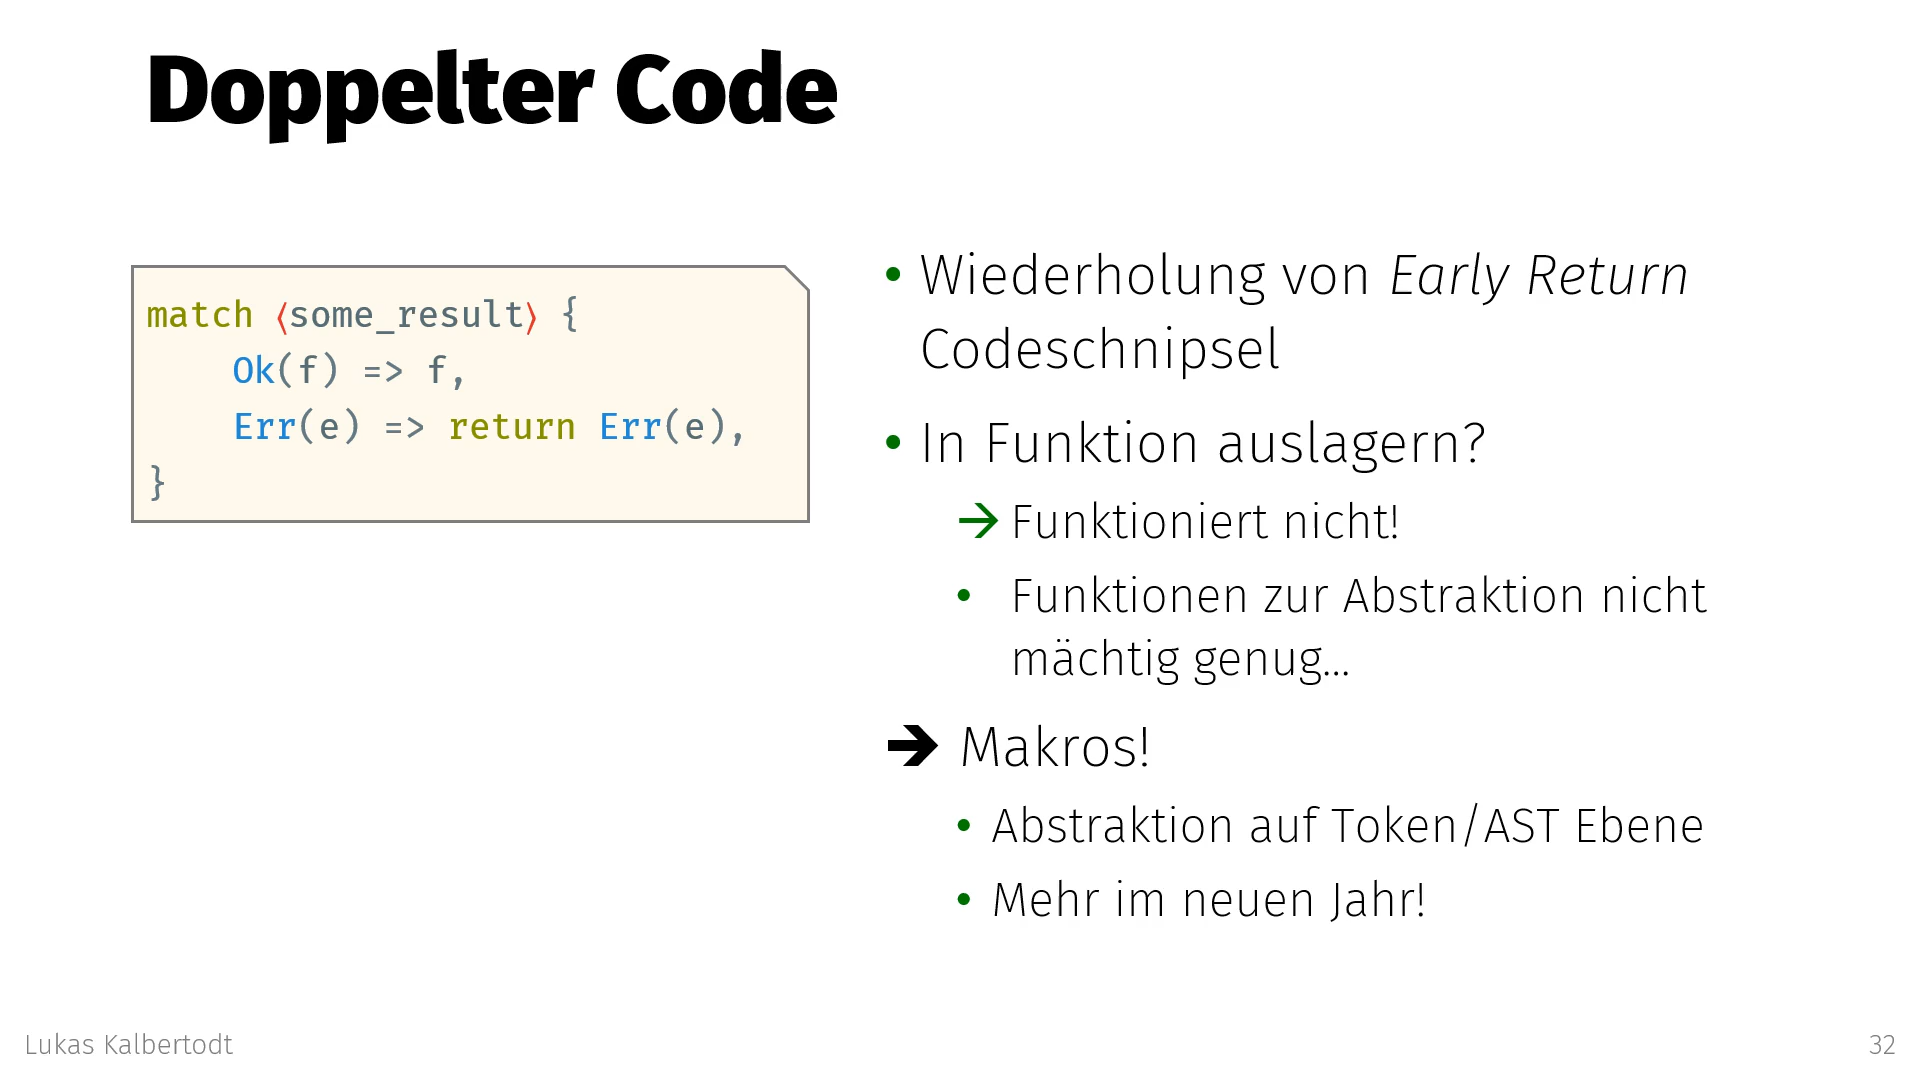 Doppelter Code
match ⟨some_result⟩ {
    Ok(f) => f,
    Err(e) => return Err(e),
}
• Wiederholung von Early Return
Codeschnipsel
• In Funktion auslagern?
→ Funktioniert nicht!
• Funktionen zur Abstraktion nicht
mächtig genug...
➔ Makros!
• Abstraktion auf Token/AST Ebene
• Mehr im neuen Jahr!
Lukas Kalbertodt
32